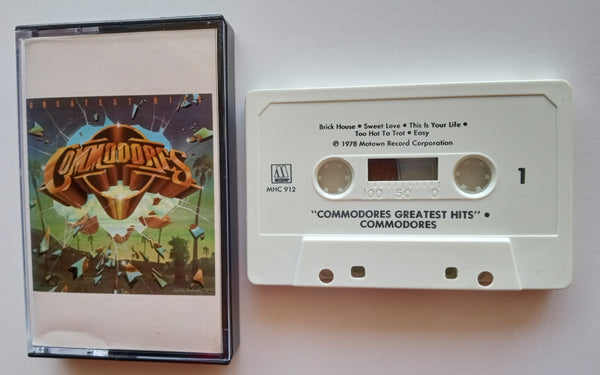 GREATEST HITS
COMMODORES
Brick House • Sweet Love • This Is Your Life •
Too Hot To Trot • Easy
℗ 1978 Motown Record Corporation
M
MHC 912
100 50 0
1
"COMMODORES GREATEST HITS" •
COMMODORES